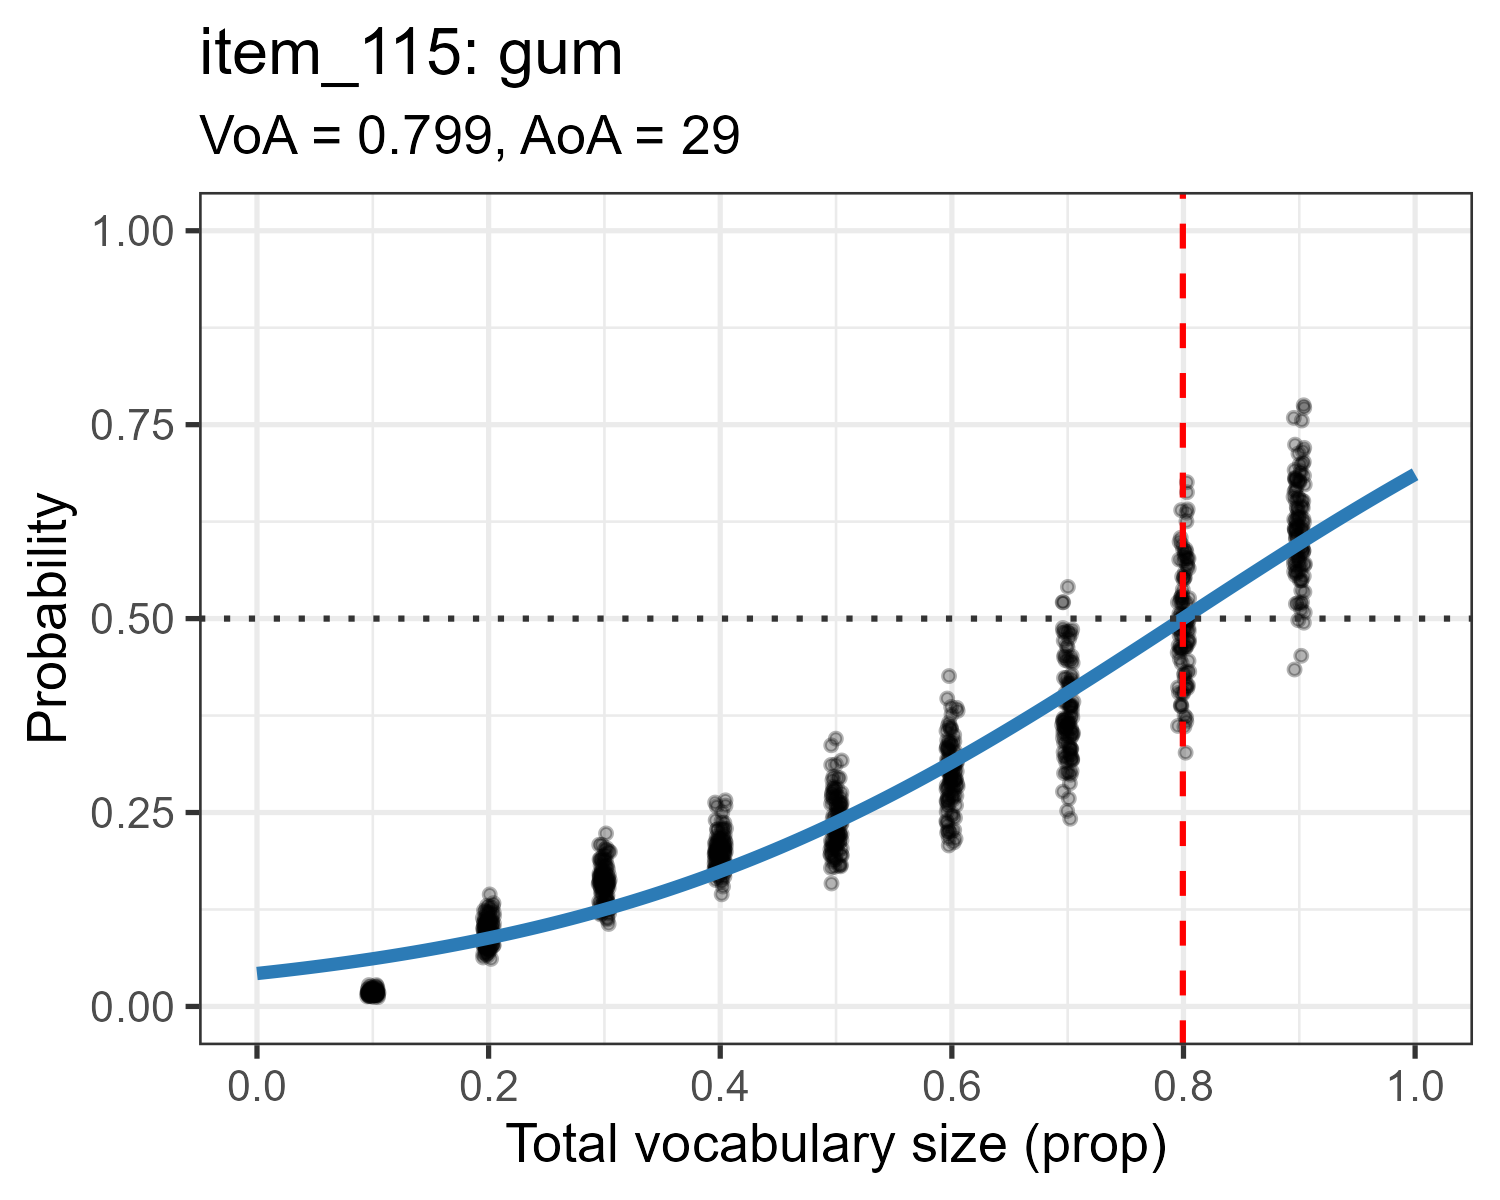 item_115: gum
VoA = 0.799, AoA = 29
1.00
0.75
0.50
0.25
0.00
Probability
0.0 0.2 0.4 0.6 0.8 1.0
Total vocabulary size (prop)